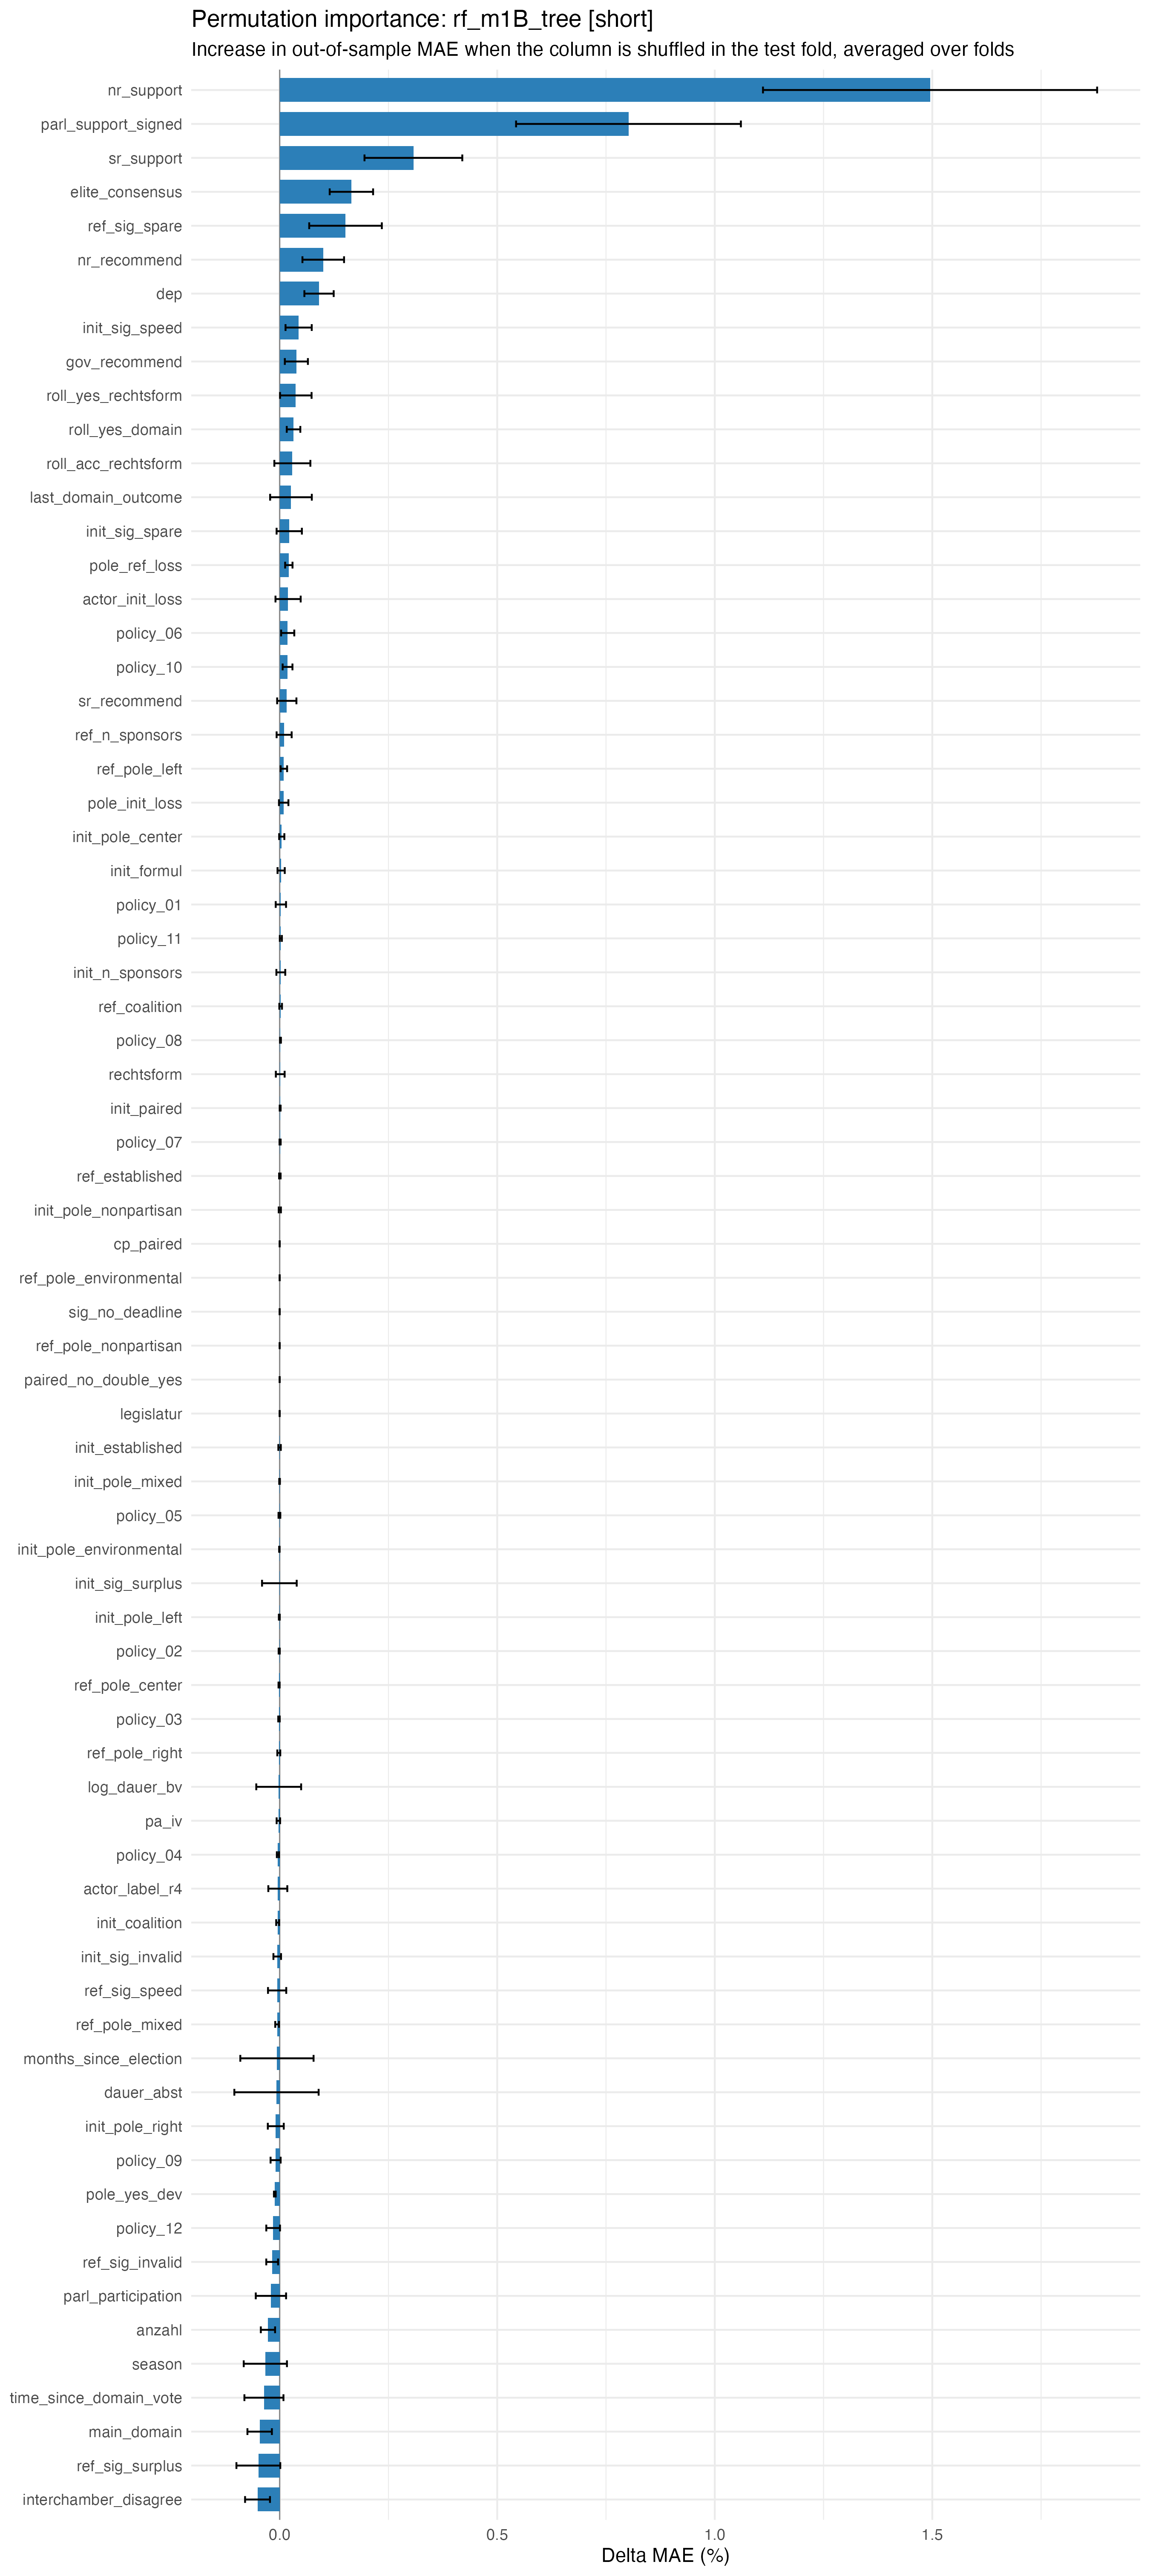 Permutation importance: rf_m1B_tree [short]
Increase in out-of-sample MAE when the column is shuffled in the test fold, averaged over folds
nr_support
parl_support_signed
sr_support
elite_consensus
ref_sig_spare
nr_recommend
dep
init_sig_speed
gov_recommend
roll_yes_rechtsform
roll_yes_domain
roll_acc_rechtsform
last_domain_outcome
init_sig_spare
pole_ref_loss
actor_init_loss
policy_06
policy_10
sr_recommend
ref_n_sponsors
ref_pole_left
pole_init_loss
init_pole_center
init_formul
policy_01
policy_11
init_n_sponsors
ref_coalition
policy_08
rechtsform
init_paired
policy_07
ref_established
init_pole_nonpartisan
cp_paired
ref_pole_environmental
sig_no_deadline
ref_pole_nonpartisan
paired_no_double_yes
legislatur
init_established
init_pole_mixed
policy_05
init_pole_environmental
init_sig_surplus
init_pole_left
policy_02
ref_pole_center
policy_03
ref_pole_right
log_dauer_bv
pa_iv
policy_04
actor_label_r4
init_coalition
init_sig_invalid
ref_sig_speed
ref_pole_mixed
months_since_election
dauer_abst
init_pole_right
policy_09
pole_yes_dev
policy_12
ref_sig_invalid
parl_participation
anzahl
season
time_since_domain_vote
main_domain
ref_sig_surplus
interchamber_disagree
0.0 0.5 1.0 1.5
Delta MAE (%)